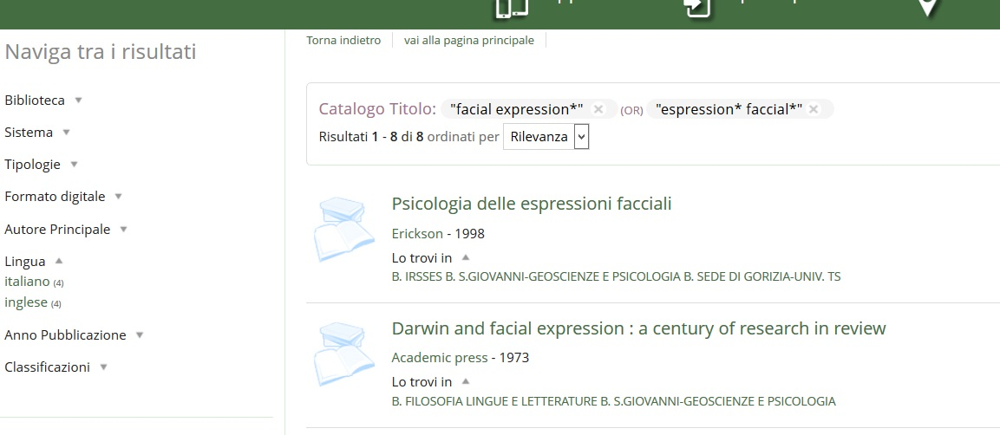 Naviga tra i risultati
Biblioteca
Sistema
Tipologie
Formato digitale
Autore Principale
Lingua
italiano (4)
inglese (4)
Anno Pubblicazione
Classificazioni
Torna indietro vai alla pagina principale
Catalogo Titolo: "facial expression*" (OR) "espression* faccial*"
Risultati 1 - 8 di 8 ordinati per Rilevanza
Psicologia delle espressioni facciali
Erickson - 1998
Lo trovi in
B. IRSSES B. S.GIOVANNI-GEOSCIENZE E PSICOLOGIA B. SEDE DI GORIZIA-UNIV. TS
Darwin and facial expression : a century of research in review
Academic press - 1973
Lo trovi in
B. FILOSOFIA LINGUE E LETTERATURE B. S.GIOVANNI-GEOSCIENZE E PSICOLOGIA